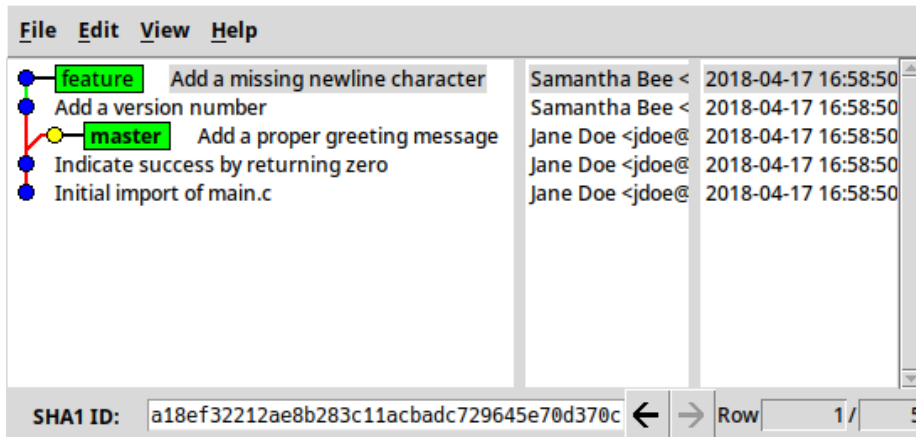 File Edit View Help
feature Add a missing newline character Samantha Bee < 2018-04-17 16:58:50
Add a version number Samantha Bee < 2018-04-17 16:58:50
master Add a proper greeting message Jane Doe <jdoe@ 2018-04-17 16:58:50
Indicate success by returning zero Jane Doe <jdoe@ 2018-04-17 16:58:50
Initial import of main.c Jane Doe <jdoe@ 2018-04-17 16:58:50
SHA1 ID: a18ef32212ae8b283c11acbadc729645e70d370c ← → Row 1 / 5